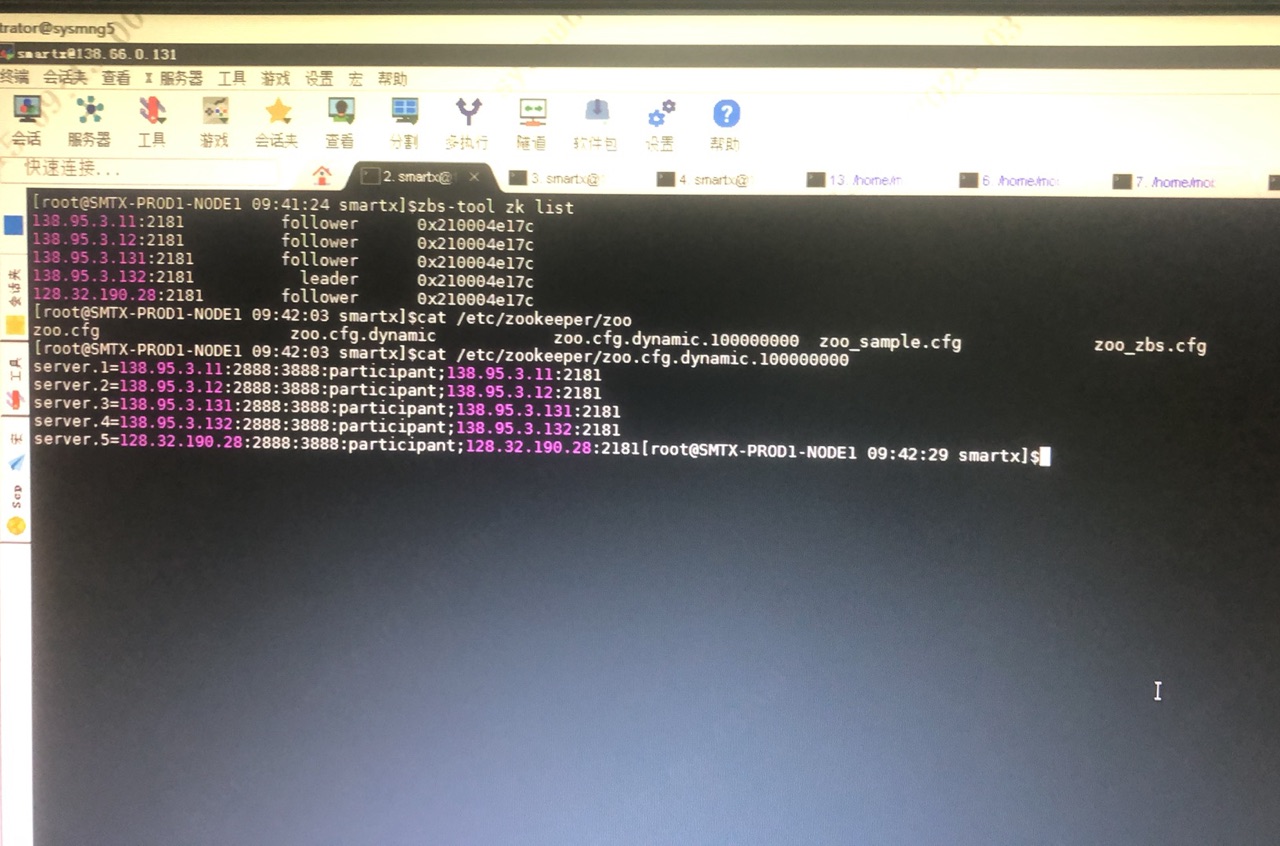 trator@sysmng5
smartx@138.66.0.131
终端 会话夹 查看 X 服务器 工具 游戏 设置 宏 帮助
会话 服务器 工具 游戏 会话夹 查看 分割 多执行 隧道 软件包 设置 帮助
快速连接...
2. smartx@
3. smartx@
4. smartx@
13. /home/m
6. /home/mo
7. /home/mo
会话夹
工具
宏
Scp
[root@SMTX-PROD1-NODE1 09:41:24 smartx]$zbs-tool zk list
138.95.3.11:2181 follower 0x210004e17c
138.95.3.12:2181 follower 0x210004e17c
138.95.3.131:2181 follower 0x210004e17c
138.95.3.132:2181 leader 0x210004e17c
128.32.190.28:2181 follower 0x210004e17c
[root@SMTX-PROD1-NODE1 09:42:03 smartx]$cat /etc/zookeeper/zoo
zoo.cfg zoo.cfg.dynamic zoo.cfg.dynamic.100000000 zoo_sample.cfg zoo_zbs.cfg
[root@SMTX-PROD1-NODE1 09:42:03 smartx]$cat /etc/zookeeper/zoo.cfg.dynamic.100000000
server.1=138.95.3.11:2888:3888:participant;138.95.3.11:2181
server.2=138.95.3.12:2888:3888:participant;138.95.3.12:2181
server.3=138.95.3.131:2888:3888:participant;138.95.3.131:2181
server.4=138.95.3.132:2888:3888:participant;138.95.3.132:2181
server.5=128.32.190.28:2888:3888:participant;128.32.190.28:2181[root@SMTX-PROD1-NODE1 09:42:29 smartx]$